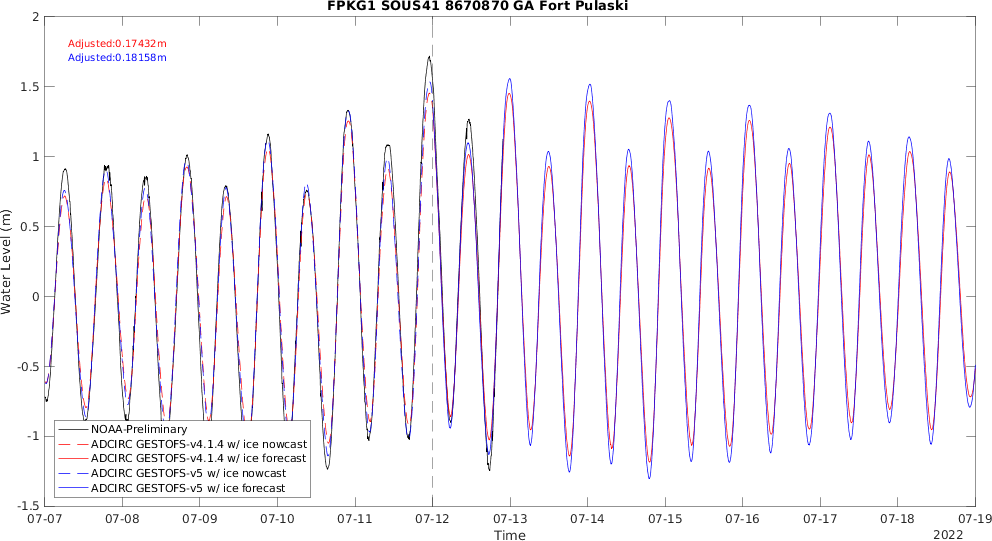 FPKG1 SOUS41 8670870 GA Fort Pulaski
Adjusted:0.17432m
Adjusted:0.18158m
Water Level (m)
2
1.5
1
0.5
0
-0.5
-1
-1.5
NOAA-Preliminary
ADCIRC GESTOFS-v4.1.4 w/ ice nowcast
ADCIRC GESTOFS-v4.1.4 w/ ice forecast
ADCIRC GESTOFS-v5 w/ ice nowcast
ADCIRC GESTOFS-v5 w/ ice forecast
07-07 07-08 07-09 07-10 07-11 07-12 07-13 07-14 07-15 07-16 07-17 07-18 07-19
Time
2022